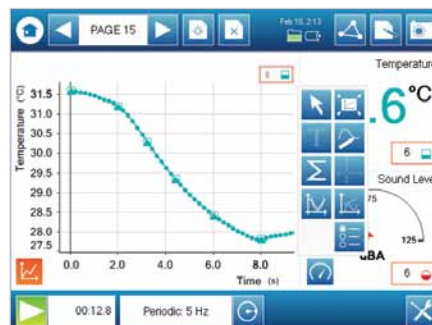 PAGE 15
Feb 16, 2:13
6
Temperature (°C)
31.5
31.0
30.5
30.0
29.5
29.0
28.5
28.0
27.5
0.0 2.0 4.0 6.0 8.0
Time (s)
T
Σ
Temperature
.6°C
6
Sound Level
75
125
dBA
6
00:12.8
Periodic: 5 Hz